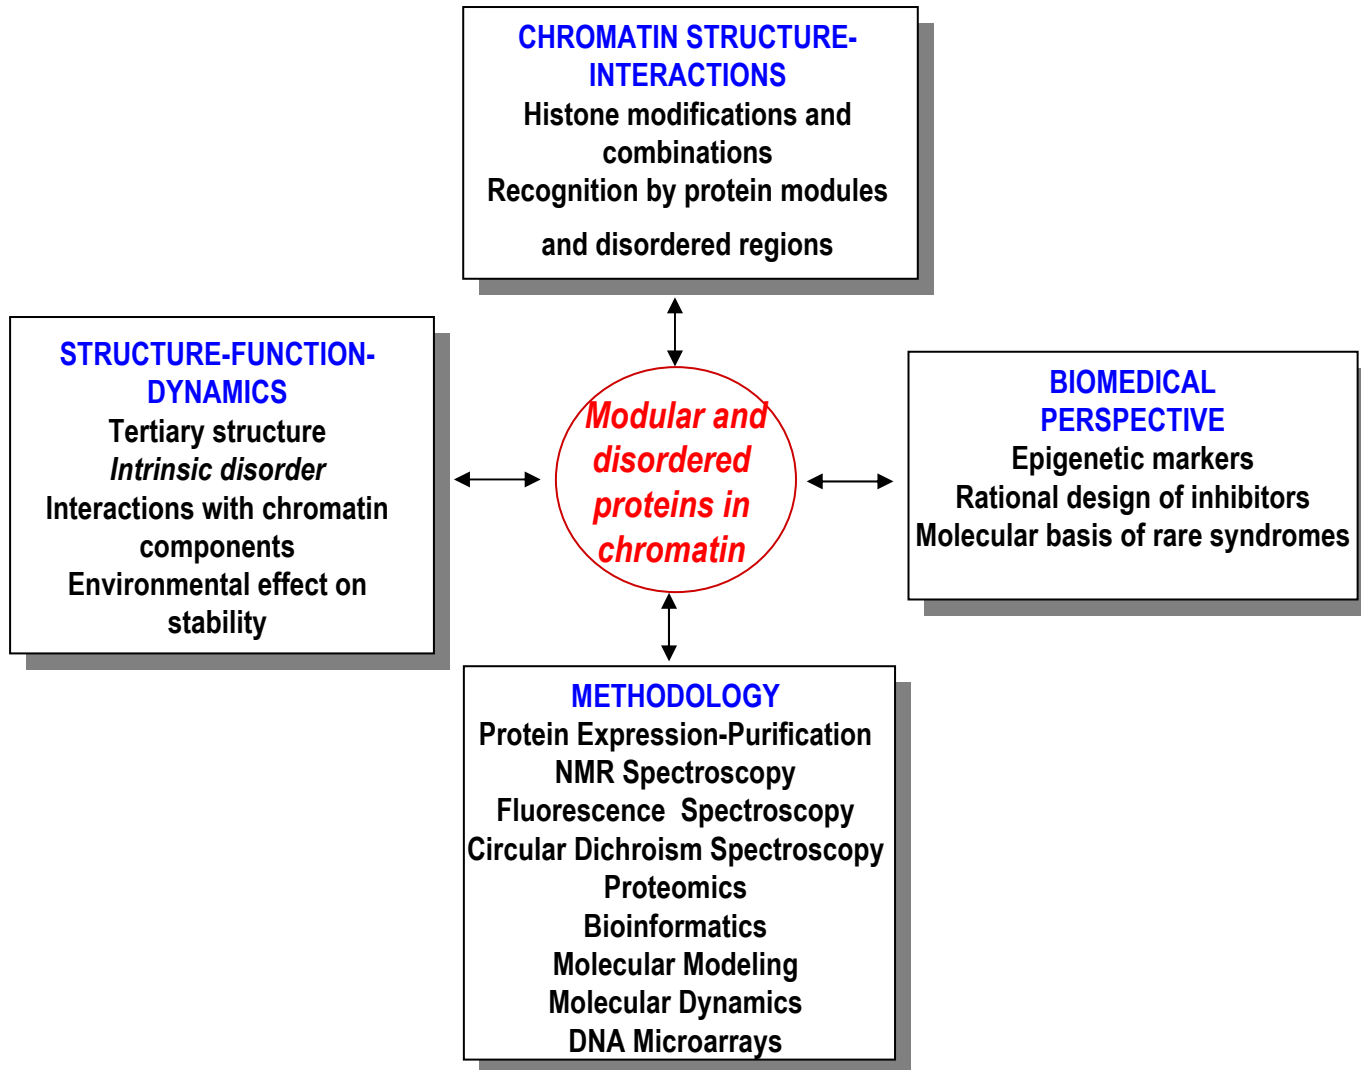 CHROMATIN STRUCTURE-
INTERACTIONS
Histone modifications and
combinations
Recognition by protein modules
and disordered regions
STRUCTURE-FUNCTION-
DYNAMICS
Tertiary structure
Intrinsic disorder
Interactions with chromatin
components
Environmental effect on
stability
Modular and
disordered
proteins in
chromatin
BIOMEDICAL
PERSPECTIVE
Epigenetic markers
Rational design of inhibitors
Molecular basis of rare syndromes
METHODOLOGY
Protein Expression-Purification
NMR Spectroscopy
Fluorescence  Spectroscopy
Circular Dichroism Spectroscopy
Proteomics
Bioinformatics
Molecular Modeling
Molecular Dynamics
DNA Microarrays